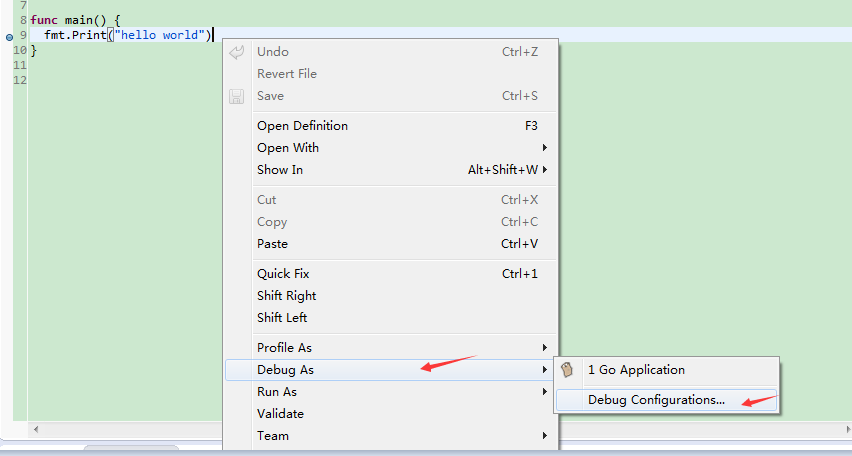 7
8 func main() {
9 fmt.Print("hello world")
10 }
11
12
Undo Ctrl+Z
Revert File
Save Ctrl+S
Open Definition F3
Open With
Show In Alt+Shift+W
Cut Ctrl+X
Copy Ctrl+C
Paste Ctrl+V
Quick Fix Ctrl+1
Shift Right
Shift Left
Profile As
Debug As
Run As
Validate
Team
1 Go Application
Debug Configurations...